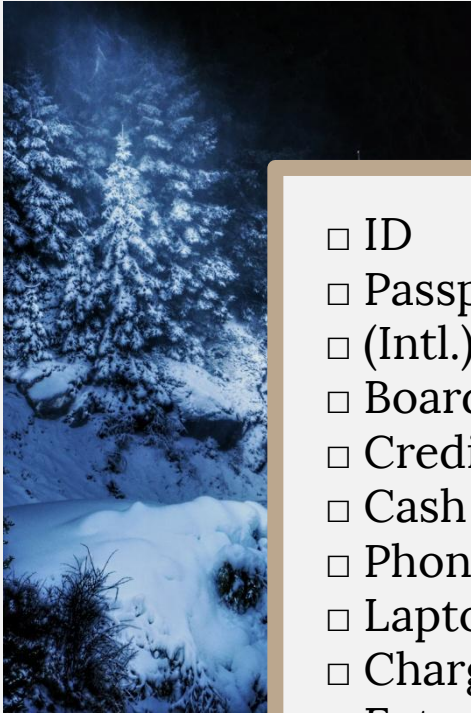 □ ID
□ Passp
□ (Intl.)
□ Board
□ Credi
□ Cash
□ Phon
□ Lapto
□ Charg